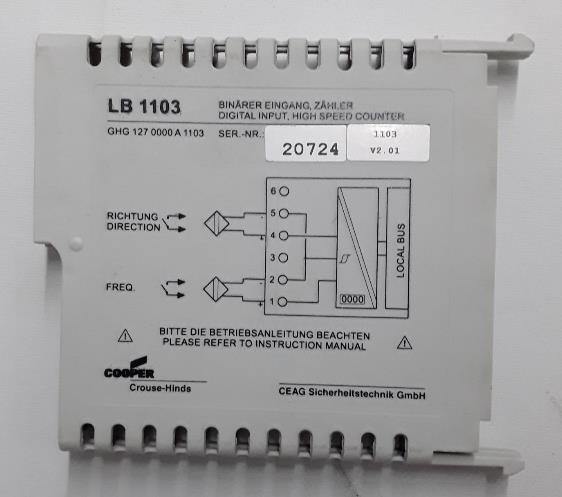 LB 1103
BINÄRER EINGANG, ZÄHLER
DIGITAL INPUT, HIGH SPEED COUNTER
GHG 127 0000 A 1103
SER.-NR.:
20724
1103
V2.01
6
RICHTUNG
DIRECTION
5
4
3
FREQ.
2
1
+
+
0000
LOCAL BUS
BITTE DIE BETRIEBSANLEITUNG BEACHTEN
PLEASE REFER TO INSTRUCTION MANUAL
COOPER
Crouse-Hinds
CEAG Sicherheitstechnik GmbH